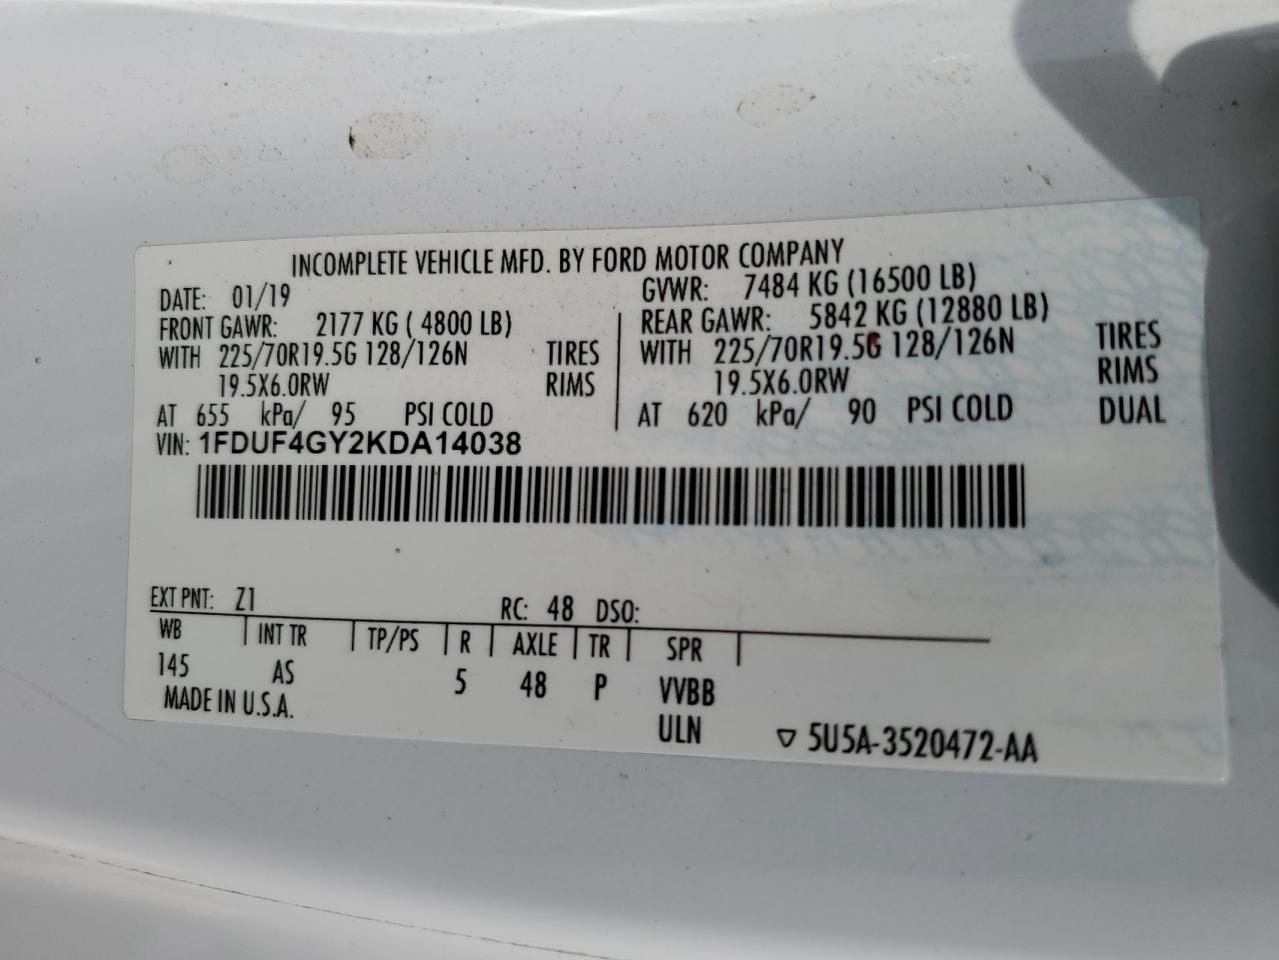 INCOMPLETE VEHICLE MFD. BY FORD MOTOR COMPANY
DATE: 01/19
FRONT GAWR: 2177 KG ( 4800 LB)
WITH 225/70R19.5G 128/126N TIRES
19.5X6.0RW RIMS
AT 655 kPa/ 95 PSI COLD
GVWR: 7484 KG (16500 LB)
REAR GAWR: 5842 KG (12880 LB)
WITH 225/70R19.5G 128/126N TIRES
19.5X6.0RW RIMS
AT 620 kPa/ 90 PSI COLD DUAL
VIN: 1FDUF4GY2KDA14038
EXT PNT: Z1 RC: 48 DSO:
WB INT TR TP/PS R AXLE TR SPR
145 AS 5 48 P VVBB
MADE IN U.S.A. ULN ▽ 5U5A-3520472-AA